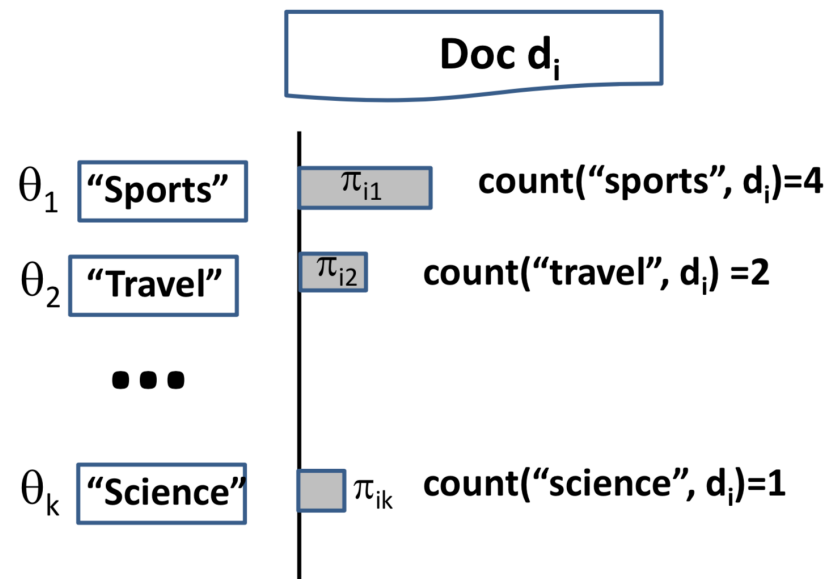 Doc dᵢ
θ₁ “Sports” πᵢ₁ count(“sports”, dᵢ)=4
θ₂ “Travel” πᵢ₂ count(“travel”, dᵢ) =2
•••
θₖ “Science” πᵢₖ count(“science”, dᵢ)=1